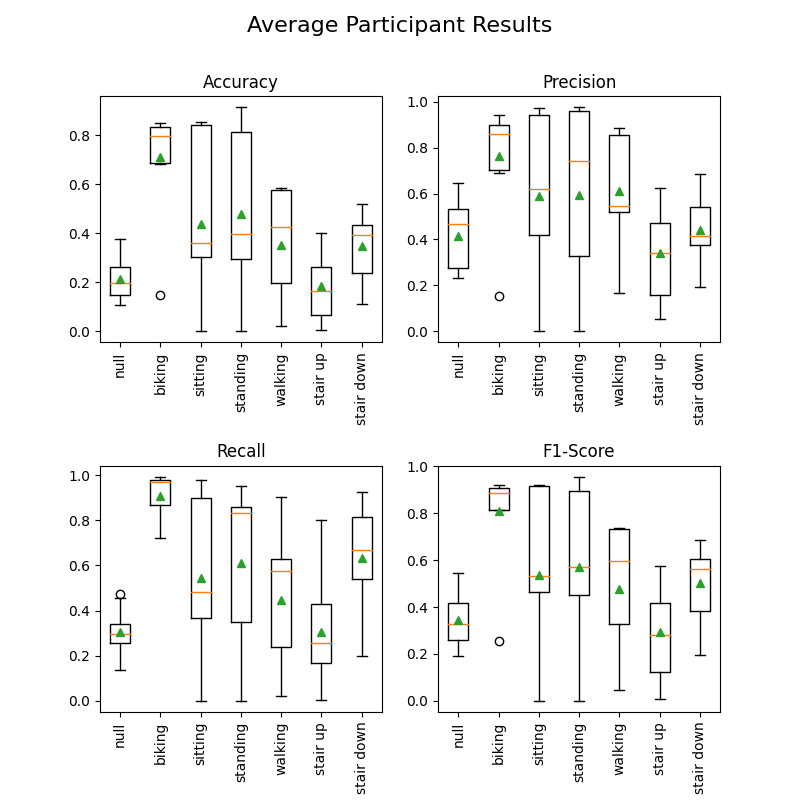 Average Participant Results
Accuracy
Precision
0.8
0.6
0.4
0.2
0.0
1.0
0.8
0.6
0.4
0.2
0.0
null
biking
sitting
standing
walking
stair up
stair down
null
biking
sitting
standing
walking
stair up
stair down
Recall
F1-Score
1.0
0.8
0.6
0.4
0.2
0.0
1.0
0.8
0.6
0.4
0.2
0.0
null
biking
sitting
standing
walking
stair up
stair down
null
biking
sitting
standing
walking
stair up
stair down